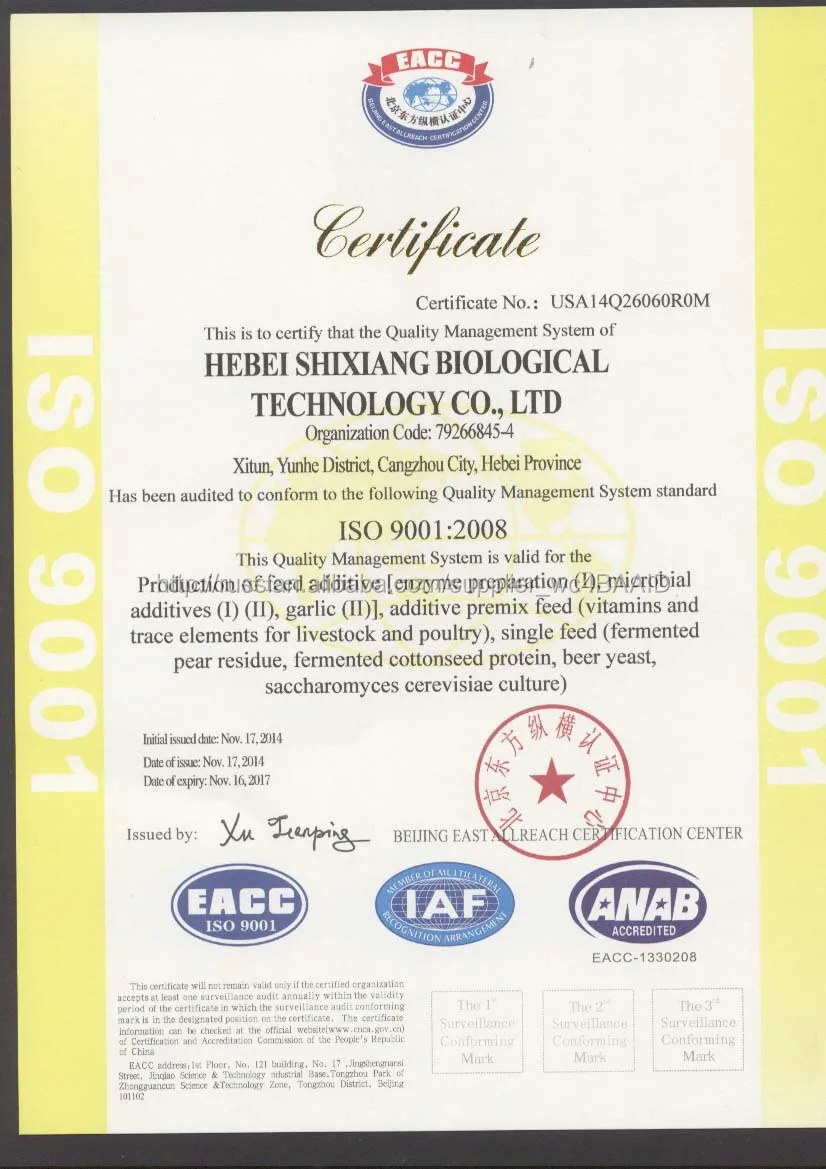 EACC
北京东方纵横认证中心
BEIJING EAST ALLREACH CERTIFICATION CENTER
Certificate
Certificate No.: USA14Q26060R0M
This is to certify that the Quality Management System of
HEBEI SHIXIANG BIOLOGICAL
TECHNOLOGY CO., LTD
Organization Code: 79266845-4
Xitun, Yunhe District, Cangzhou City, Hebei Province
Has been audited to conform to the following Quality Management System standard
ISO 9001:2008
This Quality Management System is valid for the
Production of feed additive [enzyme preparation (I), microbial
additives (I) (II), garlic (II)], additive premix feed (vitamins and
trace elements for livestock and poultry), single feed (fermented
pear residue, fermented cottonseed protein, beer yeast,
saccharomyces cerevisiae culture)
ISO 9001
ISO 9001
Initial issued date: Nov. 17, 2014
Date of issue: Nov. 17, 2014
Date of expiry: Nov. 16, 2017
北京东方纵横认证中心
Issued by: Xu
BEIJING EAST ALLREACH CERTIFICATION CENTER
EACC
ISO 9001
MEMBER OF MULTILATERAL
IAF
RECOGNITION ARRANGEMENT
ANAB
ACCREDITED
EACC-1330208
This certificate will not remain valid only if the certified organization
accepts at least one surveillance audit annually within the validity
period of the certificate in which the surveillance audit conforming
mark is in the designated position on the certificate. The certificate
information can be checked at the official website(www.cnca.gov.cn)
of Certification and Accreditation Commission of the People's Republic
of China
EACC address,1st Floor, No. 121 building, No. 17 ,Jingshengnansi
Street, Jinqiao Science & Technology ndustrial Base,Tongzhou Park of
Zhongguancun Science &Technology Zone, Tongzhou District, Beijing
101102
The 1st
Surveillance
Conforming
Mark
The 2nd
Surveillance
Conforming
Mark
The 3rd
Surveillance
Conforming
Mark